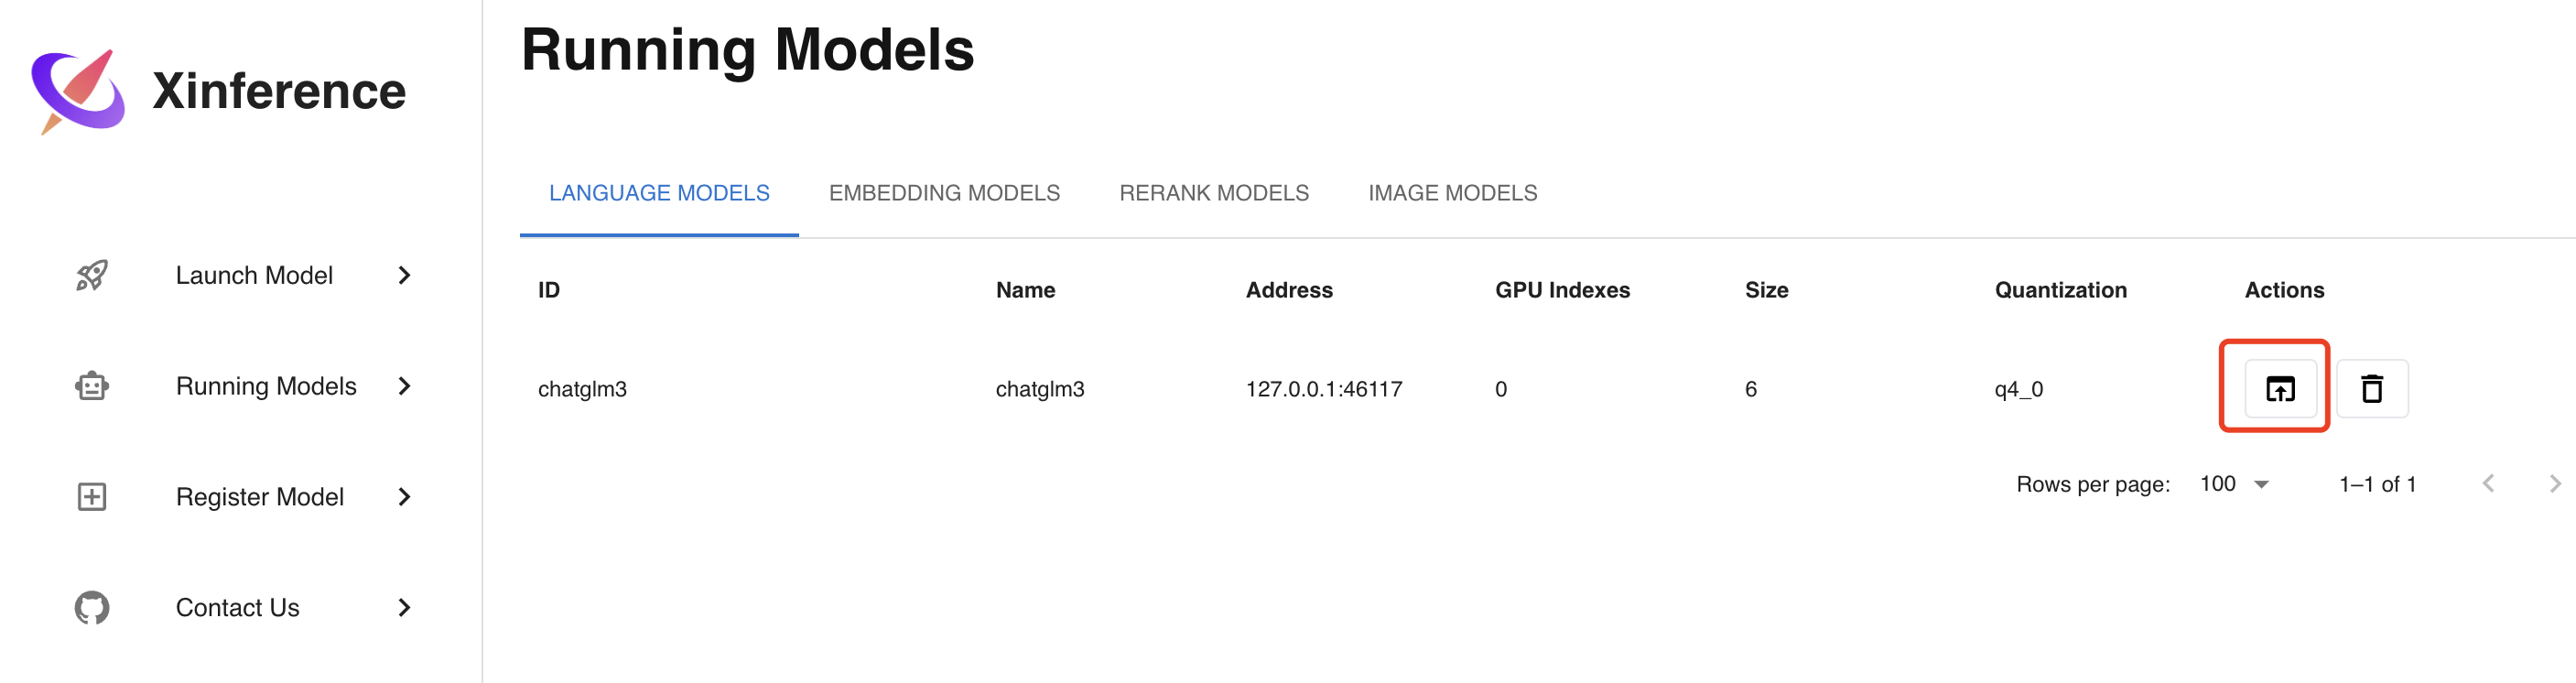 Xinference
Launch Model
Running Models
Register Model
Contact Us
Running Models
LANGUAGE MODELS EMBEDDING MODELS RERANK MODELS IMAGE MODELS
ID Name Address GPU Indexes Size Quantization Actions
chatglm3 chatglm3 127.0.0.1:46117 0 6 q4_0
Rows per page: 100 1–1 of 1